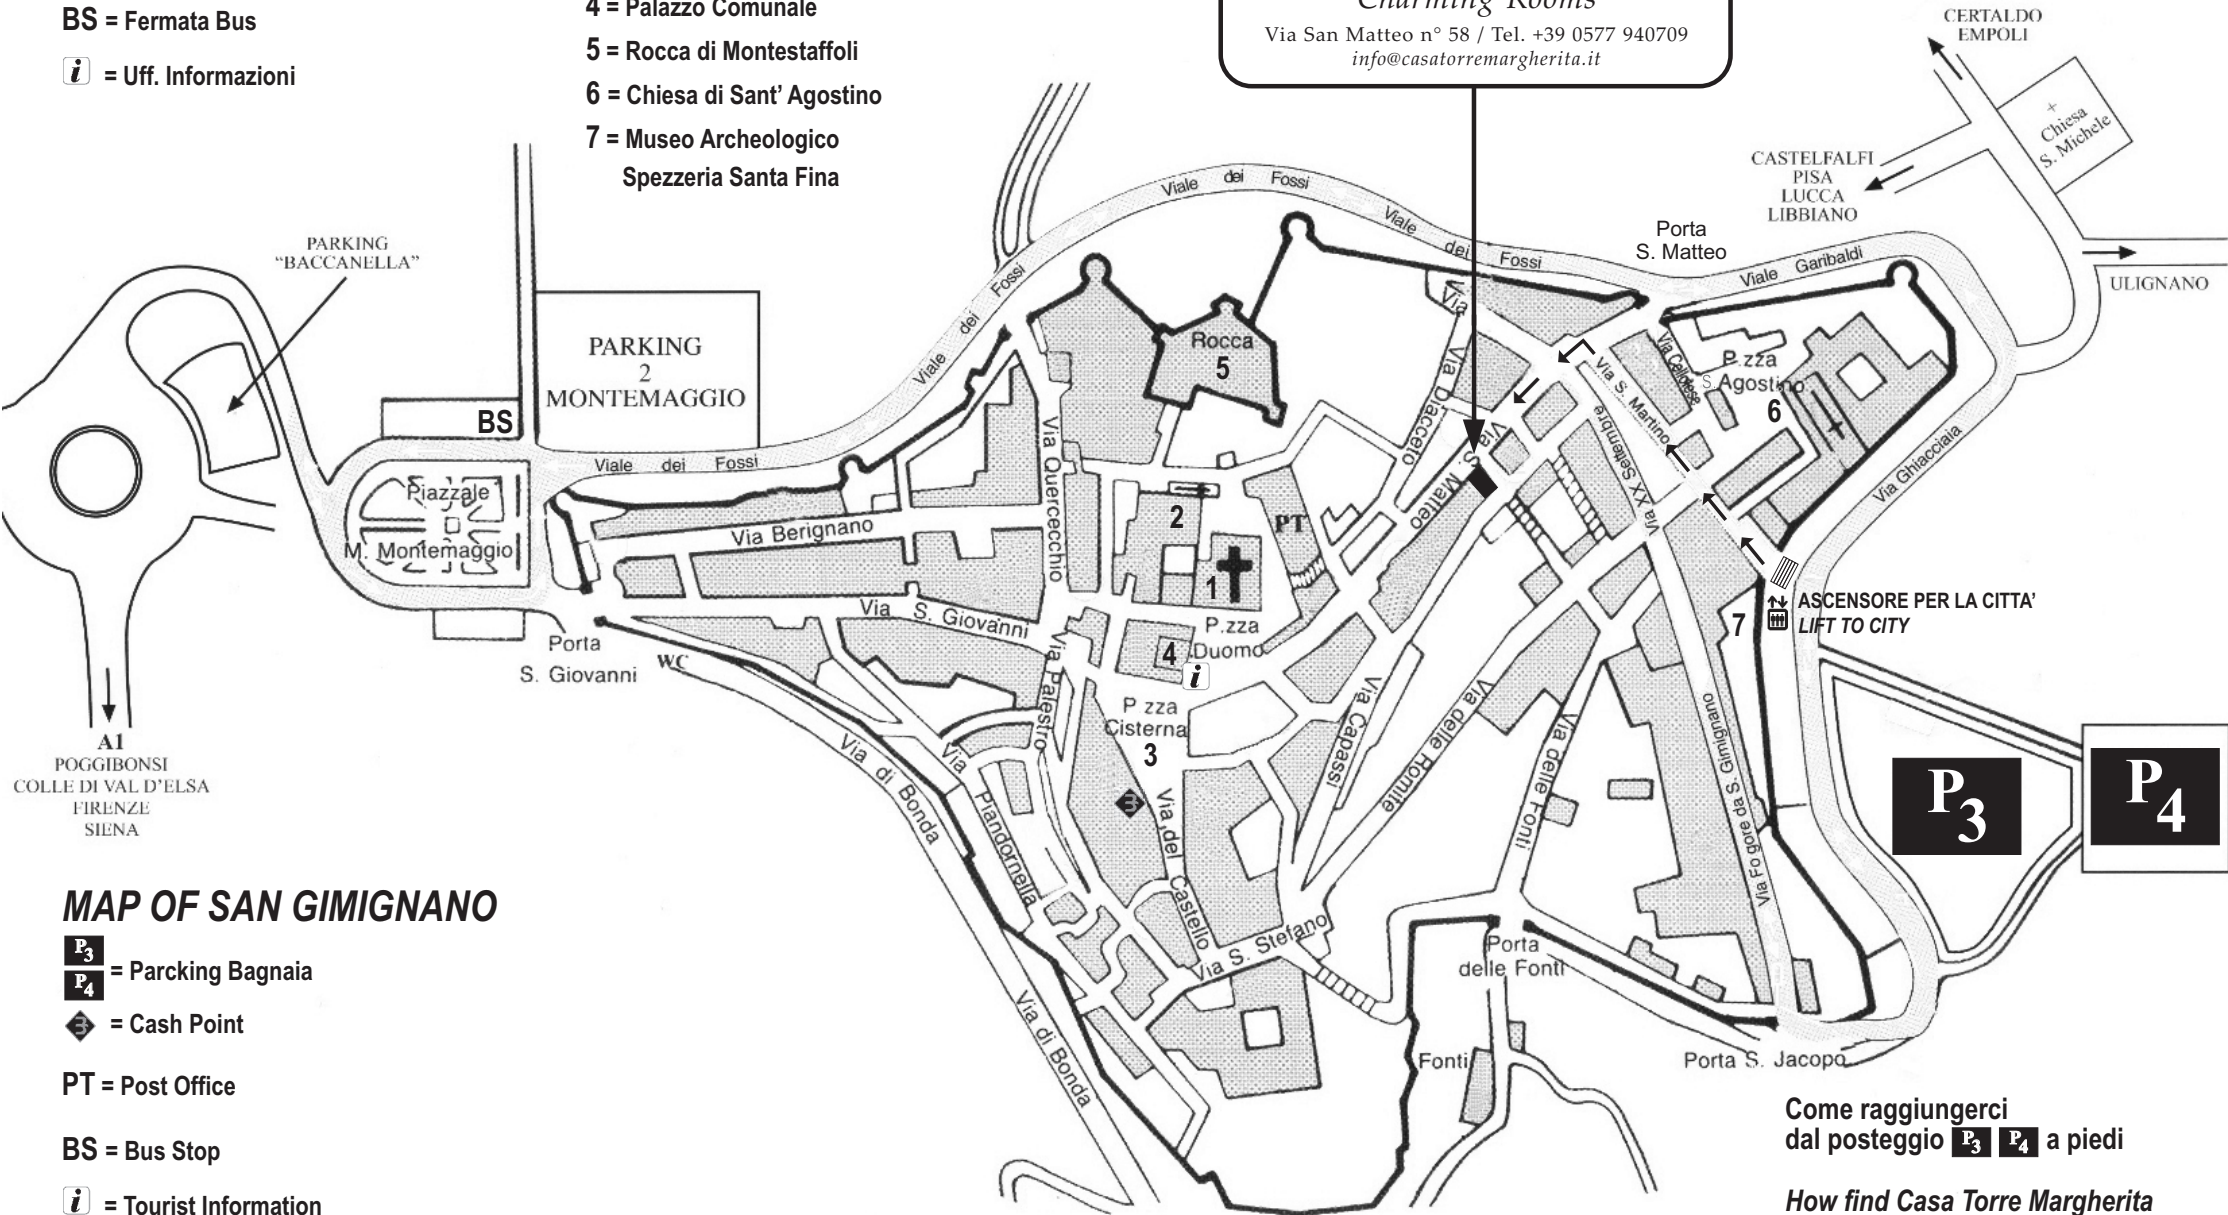 BS = Fermata Bus
i = Uff. Informazioni
4 = Palazzo Comunale
5 = Rocca di Montestaffoli
6 = Chiesa di Sant' Agostino
7 = Museo Archeologico
Spezzeria Santa Fina
Charming Rooms
Via San Matteo n° 58 / Tel. +39 0577 940709
info@casatorremargherita.it
CERTALDO
EMPOLI
Chiesa
S. Michele
CASTELFALFI
PISA
LUCCA
LIBBIANO
ULIGNANO
PARKING
"BACCANELLA"
PARKING
2
MONTEMAGGIO
BS
Piazzale
M. Montemaggio
Viale dei Fossi
Viale dei Fossi
Viale dei Fossi
Viale dei Fossi
Porta
S. Matteo
Viale Garibaldi
Via Ghiacciaia
Rocca
5
Via
Via Diacceto
Via S. Matteo
Matteo
Via S. Martino
Via Cellolese
P.zza
S. Agostino
6
Via XX Settembre
Via Quercecchio
Via Berignano
2
1
PT
Via S. Giovanni
P.zza
Duomo
4
i
Porta
S. Giovanni
WC
Via Palestro
P zza
Cisterna
3
Via Capassi
Via delle Romite
Via delle Fonti
Via Folgore da S. Gimignano
7
ASCENSORE PER LA CITTA'
LIFT TO CITY
P3
P4
Via di Bonda
Via Piandornella
Via del Castello
Via S. Stefano
Via di Bonda
Porta
delle Fonti
Fonti
Porta S. Jacopo
A1
POGGIBONSI
COLLE DI VAL D'ELSA
FIRENZE
SIENA
MAP OF SAN GIMIGNANO
P3
P4
= Parcking Bagnaia
= Cash Point
PT = Post Office
BS = Bus Stop
i = Tourist Information
Come raggiungerci
dal posteggio P3 P4 a piedi
How find Casa Torre Margherita